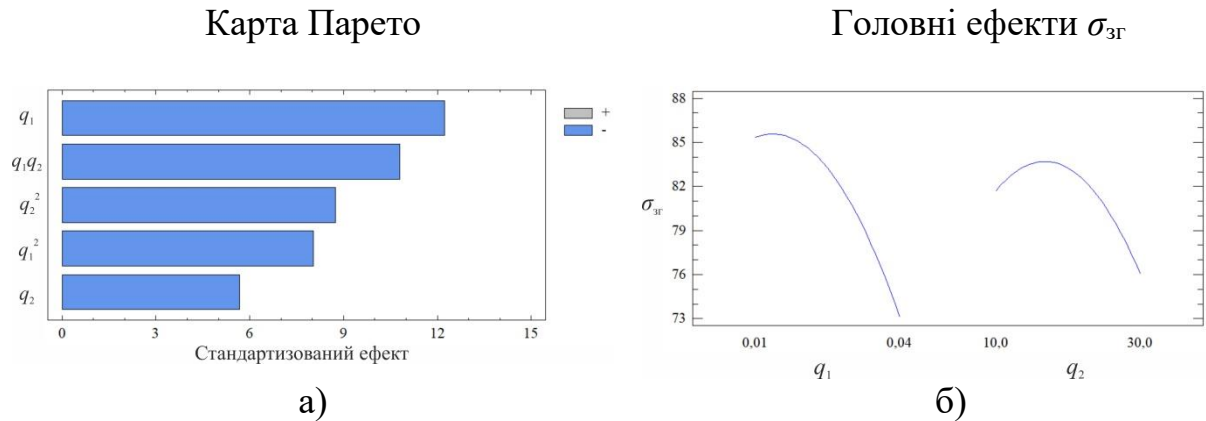 Карта Парето
q₁
q₁q₂
q₂²
q₁²
q₂
0 3 6 9 12 15
Стандартизований ефект
+
-
а)
Головні ефекти σзг
88
85
82
σзг
79
76
73
0,01 0,04 10,0 30,0
q₁ q₂
б)